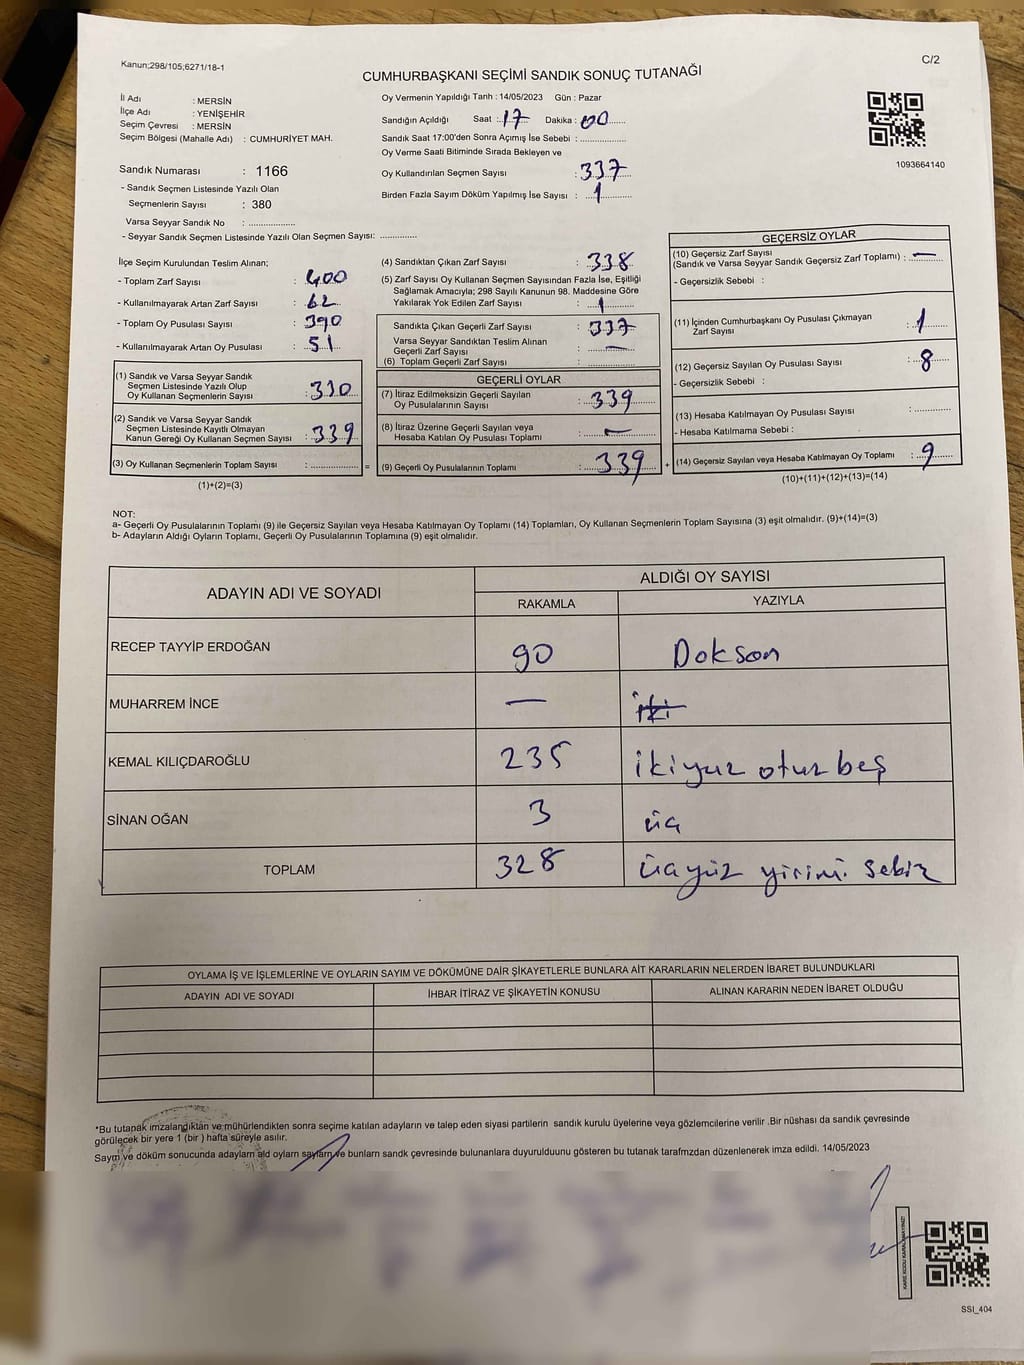 Kanun;298/105;6271/18-1
C/2
CUMHURBAŞKANI SEÇİMİ SANDIK SONUÇ TUTANAĞI
İl Adı : MERSİN
İlçe Adı : YENİŞEHİR
Seçim Çevresi : MERSİN
Seçim Bölgesi (Mahalle Adı) : CUMHURİYET MAH.
Sandık Numarası : 1166
- Sandık Seçmen Listesinde Yazılı Olan
Seçmenlerin Sayısı : 380
Varsa Seyyar Sandık No : ..................
- Seyyar Sandık Seçmen Listesinde Yazılı Olan Seçmen Sayısı: .............
Oy Vermenin Yapıldığı Tarih : 14/05/2023 Gün : Pazar
Sandığın Açıldığı Saat : 17 Dakika : 00
Sandık Saat 17:00'den Sonra Açımış İse Sebebi :
Oy Verme Saati Bitiminde Sırada Bekleyen ve
Oy Kullandırılan Seçmen Sayısı : 337
Birden Fazla Sayım Döküm Yapılmış İse Sayısı : 1
1093664140
İlçe Seçim Kurulundan Teslim Alınan;
- Toplam Zarf Sayısı : 400
- Kullanılmayarak Artan Zarf Sayısı : 62
- Toplam Oy Pusulası Sayısı : 390
- Kullanılmayarak Artan Oy Pusulası : 51
(1) Sandık ve Varsa Seyyar Sandık
Seçmen Listesinde Yazılı Olup
Oy Kullanan Seçmenlerin Sayısı : 330
(2) Sandık ve Varsa Seyyar Sandık
Seçmen Listesinde Kayıtlı Olmayan
Kanun Gereği Oy Kullanan Seçmen Sayısı : 339
(3) Oy Kullanan Seçmenlerin Toplam Sayısı : ..................
(1)+(2)=(3)
(4) Sandıktan Çıkan Zarf Sayısı : 338
(5) Zarf Sayısı Oy Kullanan Seçmen Sayısından Fazla İse, Eşitliği
Sağlamak Amacıyla; 298 Sayılı Kanunun 98. Maddesine Göre
Yakılarak Yok Edilen Zarf Sayısı : 1
Sandıkta Çıkan Geçerli Zarf Sayısı : 337
Varsa Seyyar Sandıktan Teslim Alınan
Geçerli Zarf Sayısı : —
(6) Toplam Geçerli Zarf Sayısı :
GEÇERLİ OYLAR
(7) İtiraz Edilmeksizin Geçerli Sayılan
Oy Pusulalarının Sayısı : 339
(8) İtiraz Üzerine Geçerli Sayılan veya
Hesaba Katılan Oy Pusulası Toplamı : —
= (9) Geçerli Oy Pusulalarının Toplamı : 339
GEÇERSİZ OYLAR
(10) Geçersiz Zarf Sayısı
(Sandık ve Varsa Seyyar Sandık Geçersiz Zarf Toplamı) : —
- Geçersizlik Sebebi :
(11) İçinden Cumhurbaşkanı Oy Pusulası Çıkmayan
Zarf Sayısı : 1
(12) Geçersiz Sayılan Oy Pusulası Sayısı : 8
- Geçersizlik Sebebi :
(13) Hesaba Katılmayan Oy Pusulası Sayısı : .............
- Hesaba Katılmama Sebebi :
+ (14) Geçersiz Sayılan veya Hesaba Katılmayan Oy Toplamı : 9
(10)+(11)+(12)+(13)=(14)
NOT:
a- Geçerli Oy Pusulalarının Toplamı (9) ile Geçersiz Sayılan veya Hesaba Katılmayan Oy Toplamı (14) Toplamları, Oy Kullanan Seçmenlerin Toplam Sayısına (3) eşit olmalıdır. (9)+(14)=(3)
b- Adayların Aldığı Oyların Toplamı, Geçerli Oy Pusulalarının Toplamına (9) eşit olmalıdır.
ADAYIN ADI VE SOYADI ALDIĞI OY SAYISI
RAKAMLA YAZIYLA
RECEP TAYYİP ERDOĞAN 90 Dokson
MUHARREM İNCE — iki
KEMAL KILIÇDAROĞLU 235 ikiyuz otuz beş
SİNAN OĞAN 3 üç
TOPLAM 328 üçyüz yirmi sekiz
OYLAMA İŞ VE İŞLEMLERİNE VE OYLARIN SAYIM VE DÖKÜMÜNE DAİR ŞİKAYETLERLE BUNLARA AİT KARARLARIN NELERDEN İBARET BULUNDUKLARI
ADAYIN ADI VE SOYADI İHBAR İTİRAZ VE ŞİKAYETİN KONUSU ALINAN KARARIN NEDEN İBARET OLDUĞU
*Bu tutanak imzalandıktan ve mühürlendikten sonra seçime katılan adayların ve talep eden siyasi partilerin sandık kurulu üyelerine veya gözlemcilerine verilir .Bir nüshası da sandık çevresinde
görülecek bir yere 1 (bir ) hafta süreyle asılır.
Sayım ve döküm sonucunda adayların ald oyların sayların ve bunların sandk çevresinde bulunanlara duyurulduunu gösteren bu tutanak tarafmzdan düzenlenerek imza edildi. 14/05/2023
SSI_404